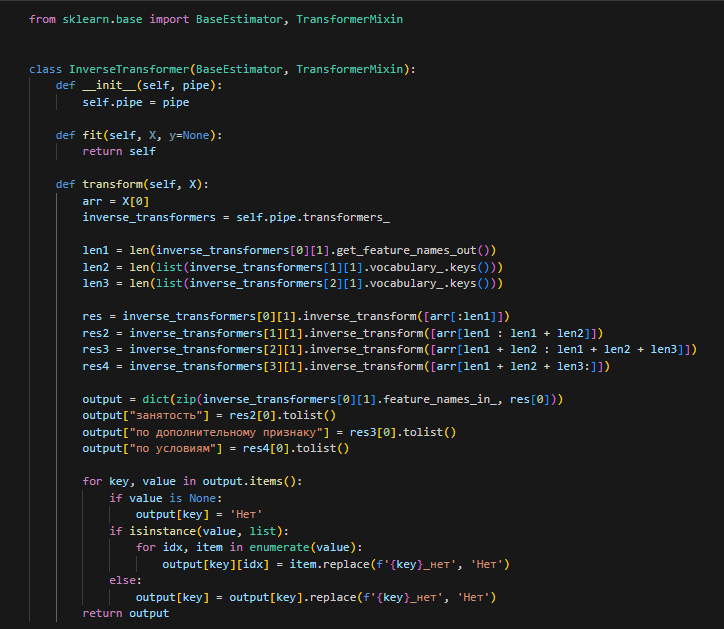 from sklearn.base import BaseEstimator, TransformerMixin
class InverseTransformer(BaseEstimator, TransformerMixin):
    def __init__(self, pipe):
        self.pipe = pipe
    def fit(self, X, y=None):
        return self
    def transform(self, X):
        arr = X[0]
        inverse_transformers = self.pipe.transformers_
        len1 = len(inverse_transformers[0][1].get_feature_names_out())
        len2 = len(list(inverse_transformers[1][1].vocabulary_.keys()))
        len3 = len(list(inverse_transformers[2][1].vocabulary_.keys()))
        res = inverse_transformers[0][1].inverse_transform([arr[:len1]])
        res2 = inverse_transformers[1][1].inverse_transform([arr[len1 : len1 + len2]])
        res3 = inverse_transformers[2][1].inverse_transform([arr[len1 + len2 : len1 + len2 + len3]])
        res4 = inverse_transformers[3][1].inverse_transform([arr[len1 + len2 + len3:]])
        output = dict(zip(inverse_transformers[0][1].feature_names_in_, res[0]))
        output["занятость"] = res2[0].tolist()
        output["по дополнительному признаку"] = res3[0].tolist()
        output["по условиям"] = res4[0].tolist()
        for key, value in output.items():
            if value is None:
                output[key] = 'Нет'
            if isinstance(value, list):
                for idx, item in enumerate(value):
                    output[key][idx] = item.replace(f'{key}_нет', 'Нет')
            else:
                output[key] = output[key].replace(f'{key}_нет', 'Нет')
        return output